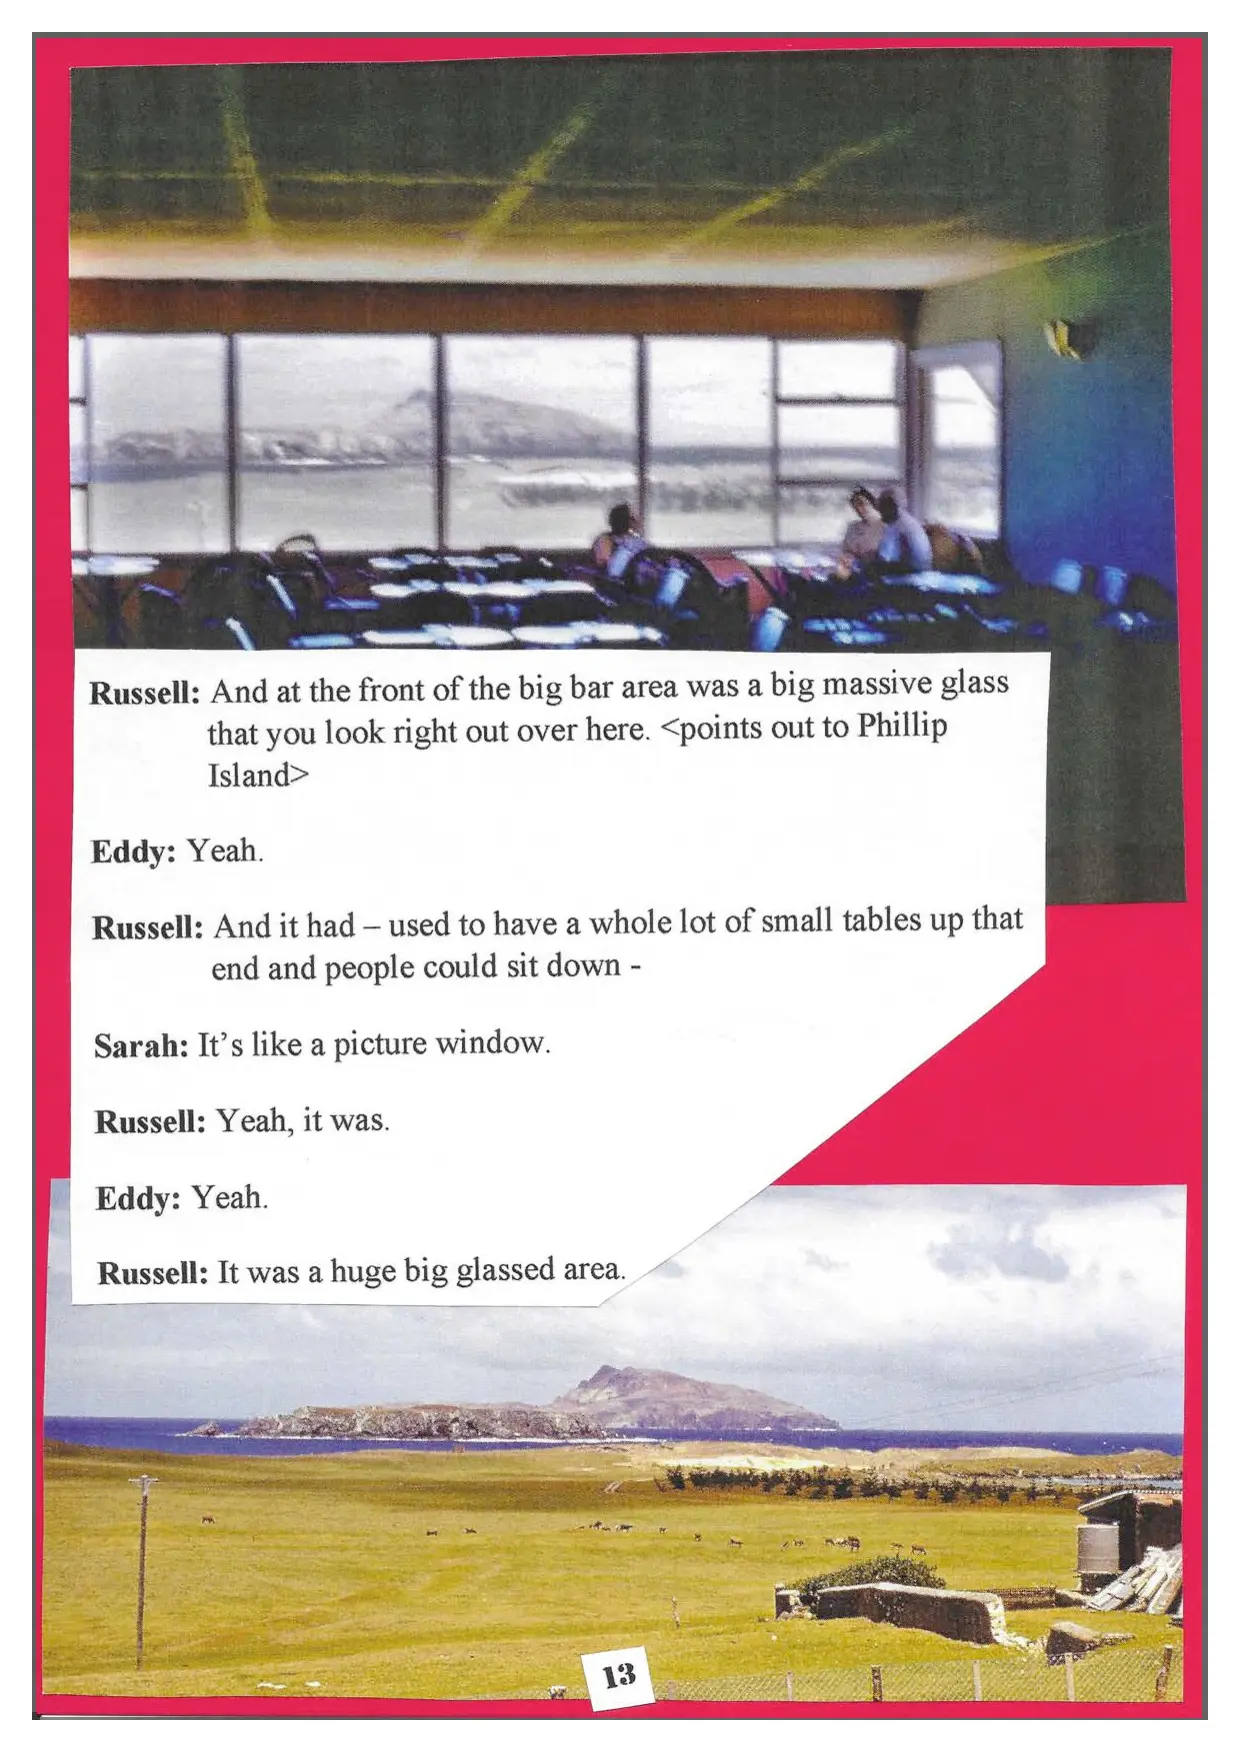 Russell: And at the front of the big bar area was a big massive glass
that you look right out over here. <points out to Phillip
Island>
Eddy: Yeah.
Russell: And it had – used to have a whole lot of small tables up that
end and people could sit down -
Sarah: It's like a picture window.
Russell: Yeah, it was.
Eddy: Yeah.
Russell: It was a huge big glassed area.
13